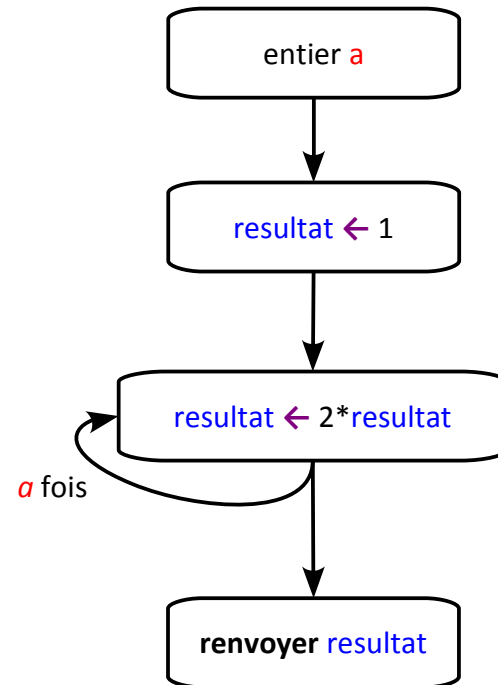 entier a
resultat ← 1
resultat ← 2*resultat
a fois
renvoyer resultat